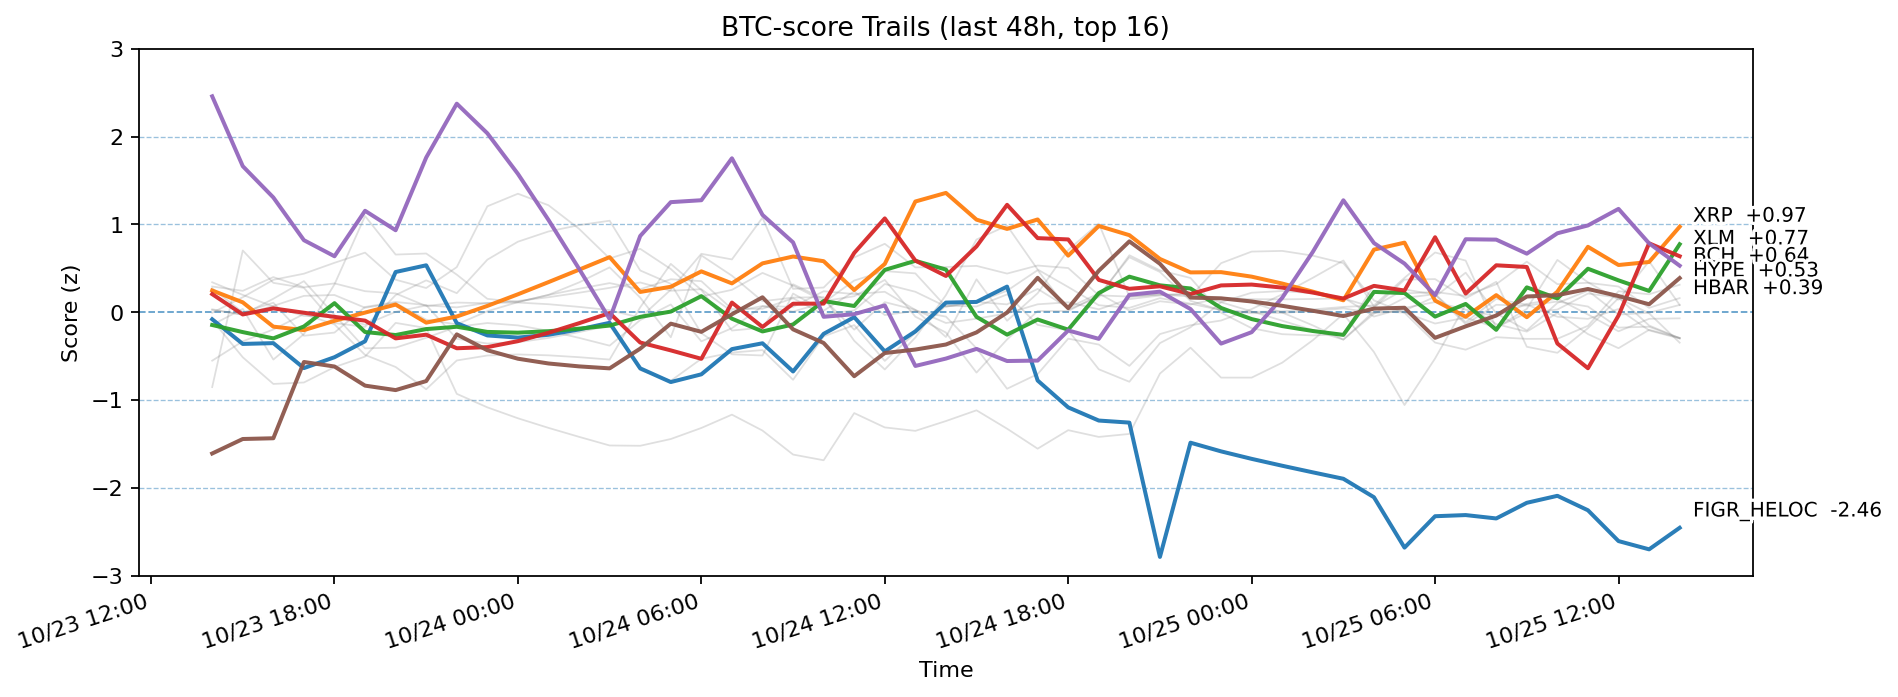 BTC-score Trails (last 48h, top 16)
Score (z)
3
2
1
0
−1
−2
−3
XRP +0.97
XLM +0.77
BCH +0.64
HYPE +0.53
HBAR +0.39
FIGR_HELOC -2.46
10/23 12:00
10/23 18:00
10/24 00:00
10/24 06:00
10/24 12:00
10/24 18:00
10/25 00:00
10/25 06:00
10/25 12:00
Time